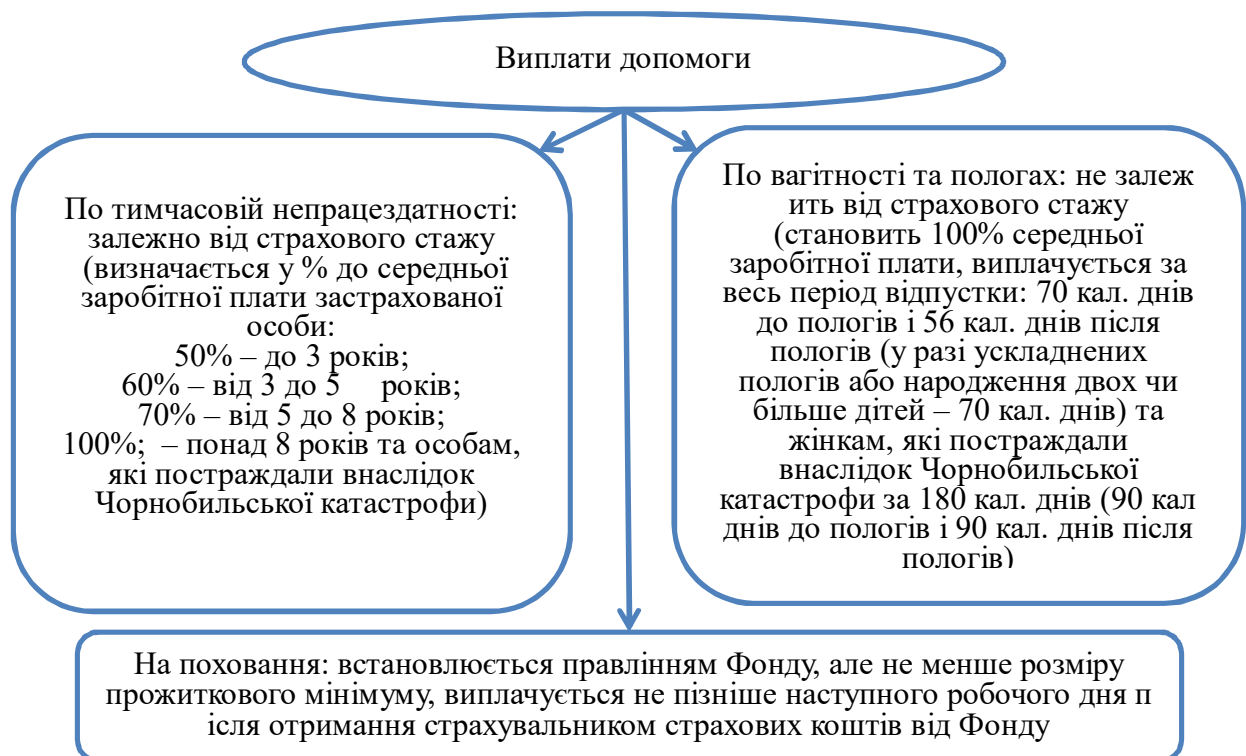 Виплати допомоги
По тимчасовій непрацездатності:
залежно від страхового стажу
(визначається у % до середньої
заробітної плати застрахованої
особи:
50% – до 3 років;
60% – від 3 до 5 років;
70% – від 5 до 8 років;
100%; – понад 8 років та особам,
які постраждали внаслідок
Чорнобильської катастрофи)
По вагітності та пологах: не залеж
ить від страхового стажу
(становить 100% середньої
заробітної плати, виплачується за
весь період відпустки: 70 кал. днів
до пологів і 56 кал. днів після
пологів (у разі ускладнених
пологів або народження двох чи
більше дітей – 70 кал. днів) та
жінкам, які постраждали
внаслідок Чорнобильської
катастрофи за 180 кал. днів (90 кал
днів до пологів і 90 кал. днів після
пологів)
На поховання: встановлюється правлінням Фонду, але не менше розміру
прожиткового мінімуму, виплачується не пізніше наступного робочого дня п
ісля отримання страхувальником страхових коштів від Фонду